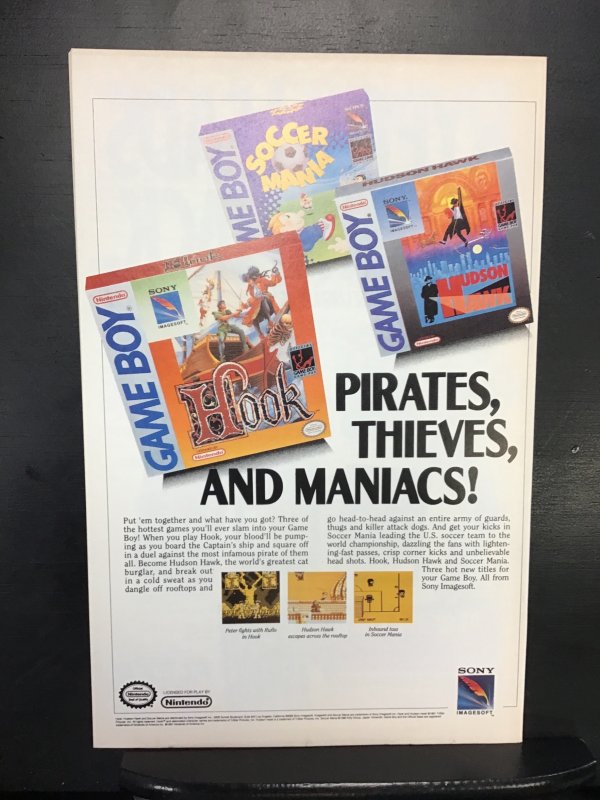 SOCCER
MANIA
GAME BOY
HUDSON HAWK
Nintendo
SONY
IMAGESOFT
GAME BOY
HUDSON
HAWK
Nintendo
Nintendo
SONY
IMAGESOFT
GAME BOY
Hook
Nintendo
PIRATES,
THIEVES,
AND MANIACS!
Put 'em together and what have you got? Three of
the hottest games you'll ever slam into your Game
Boy! When you play Hook, your blood'll be pump-
ing as you board the Captain's ship and square off
in a duel against the most infamous pirate of them
all. Become Hudson Hawk, the world's greatest cat
burglar, and break out
in a cold sweat as you
dangle off rooftops and
go head-to-head against an entire army of guards,
thugs and killer attack dogs. And get your kicks in
Soccer Mania leading the U.S. soccer team to the
world championship, dazzling the fans with lighten-
ing-fast passes, crisp corner kicks and unbelievable
head shots. Hook, Hudson Hawk and Soccer Mania.
Three hot new titles for
your Game Boy. All from
Sony Imagesoft.
Peter fights with Rufio
in Hook
Hudson Hawk
escapes across the rooftop
Inbound toss
in Soccer Mania
LICENSED FOR PLAY BY
Nintendo
SONY
IMAGESOFT